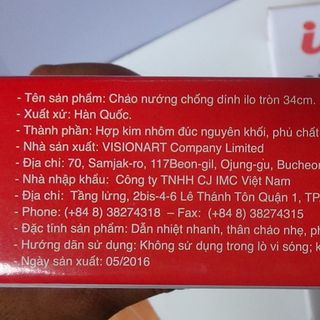 - Tên sản phẩm: Chảo nướng chống dính ilo tròn 34cm.
- Xuất xứ: Hàn Quốc.
- Thành phần: Hợp kim nhôm đúc nguyên khối, phủ chất
- Nhà sản xuất: VISIONART Company Limited
- Địa chỉ: 70, Samjak-ro, 117Beon-gil, Ojung-gu, Bucheo
- Nhà nhập khẩu: Công ty TNHH CJ IMC Việt Nam
- Địa chỉ: Tầng lửng, 2bis-4-6 Lê Thánh Tôn Quận 1, TP
- Phone: (+84 8) 38274318 – Fax: (+84 8) 38274315
- Đặc tính sản phẩm: Dẫn nhiệt nhanh, thân chảo nhẹ, ph
- Hướng dẫn sử dụng: Không sử dụng trong lò vi sóng; k
- Ngày sản xuất: 05/2016